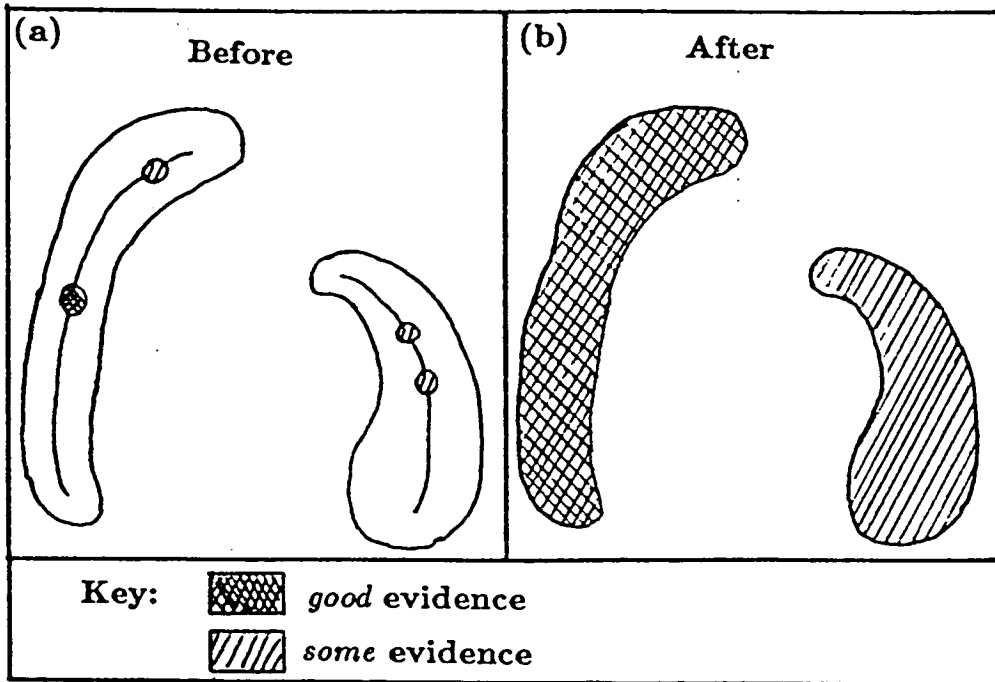 (a)
Before
(b)
After
Key:
good evidence
some evidence